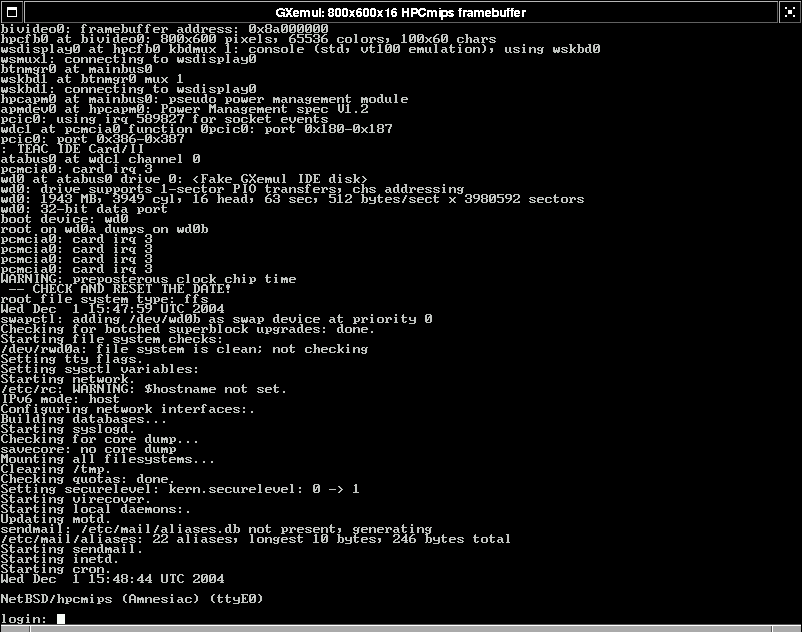 GXemul: 800x600x16 HPCmips framebuffer
bivideo0: framebuffer address: 0x8a000000
hpcfb0 at bivideo0: 800x600 pixels, 65536 colors, 100x60 chars
wsdisplay0 at hpcfb0 kbdmux 1: console (std, vt100 emulation), using wskbd0
wsmux1: connecting to wsdisplay0
btnmgr0 at mainbus0
wskbd1 at btnmgr0 mux 1
wskbd1: connecting to wsdisplay0
hpcapm0 at mainbus0: pseudo power management module
apmdev0 at hpcapm0: Power Management spec V1.2
pcic0: using irq 589827 for socket events
wdc1 at pcmcia0 function 0pcic0: port 0x180-0x187
pcic0: port 0x386-0x387
: TEAC IDE Card/II
atabus0 at wdc1 channel 0
pcmcia0: card irq 3
wd0 at atabus0 drive 0: <Fake GXemul IDE disk>
wd0: drive supports 1-sector PIO transfers, chs addressing
wd0: 1943 MB, 3949 cyl, 16 head, 63 sec, 512 bytes/sect x 3980592 sectors
wd0: 32-bit data port
boot device: wd0
root on wd0a dumps on wd0b
pcmcia0: card irq 3
pcmcia0: card irq 3
pcmcia0: card irq 3
pcmcia0: card irq 3
WARNING: preposterous clock chip time
-- CHECK AND RESET THE DATE!
root file system type: ffs
Wed Dec  1 15:47:59 UTC 2004
swapctl: adding /dev/wd0b as swap device at priority 0
Checking for botched superblock upgrades: done.
Starting file system checks:
/dev/rwd0a: file system is clean; not checking
Setting tty flags.
Setting sysctl variables:
Starting network.
/etc/rc: WARNING: $hostname not set.
IPv6 mode: host
Configuring network interfaces:.
Building databases...
Starting syslogd.
Checking for core dump...
savecore: no core dump
Mounting all filesystems...
Clearing /tmp.
Checking quotas: done.
Setting securelevel: kern.securelevel: 0 -> 1
Starting virecover.
Starting local daemons:.
Updating motd.
sendmail: /etc/mail/aliases.db not present, generating
/etc/mail/aliases: 22 aliases, longest 10 bytes, 246 bytes total
Starting sendmail.
Starting inetd.
Starting cron.
Wed Dec  1 15:48:44 UTC 2004
NetBSD/hpcmips (Amnesiac) (ttyE0)
login: